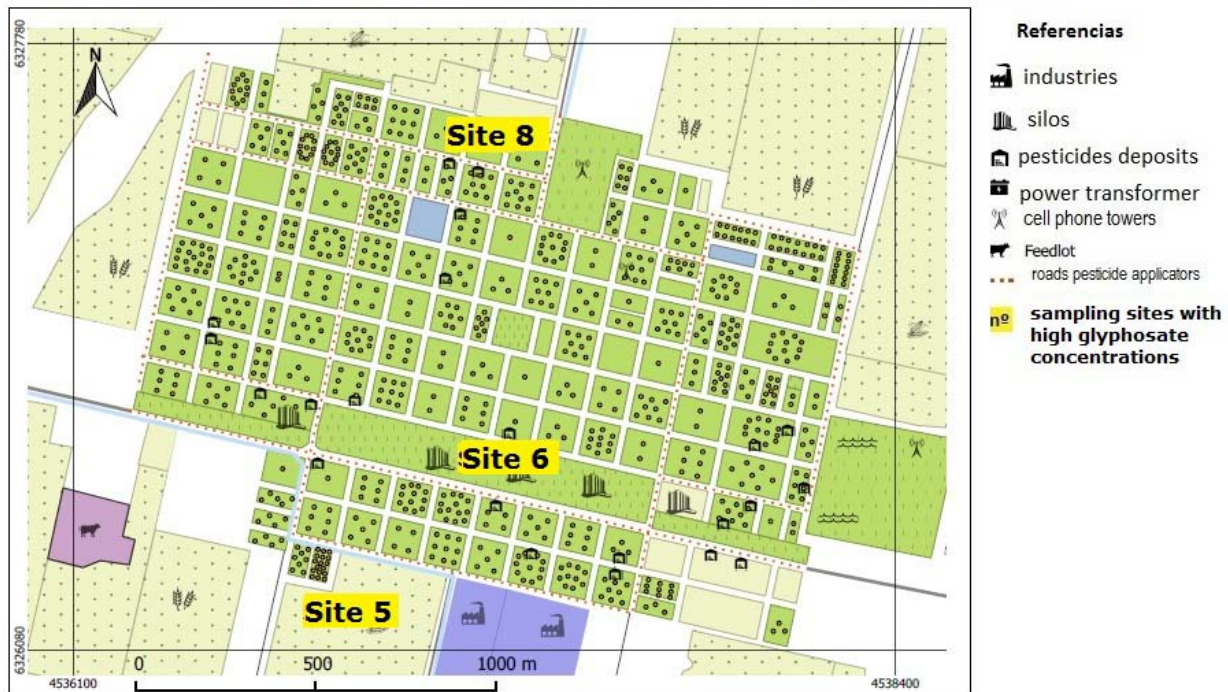 6327780
N
Site 8
Site 6
Site 5
6326080
0 500 1000 m
4536100
4538400
Referencias
industries
silos
pesticides deposits
power transformer
cell phone towers
Feedlot
roads pesticide applicators
nº
sampling sites with
high glyphosate
concentrations